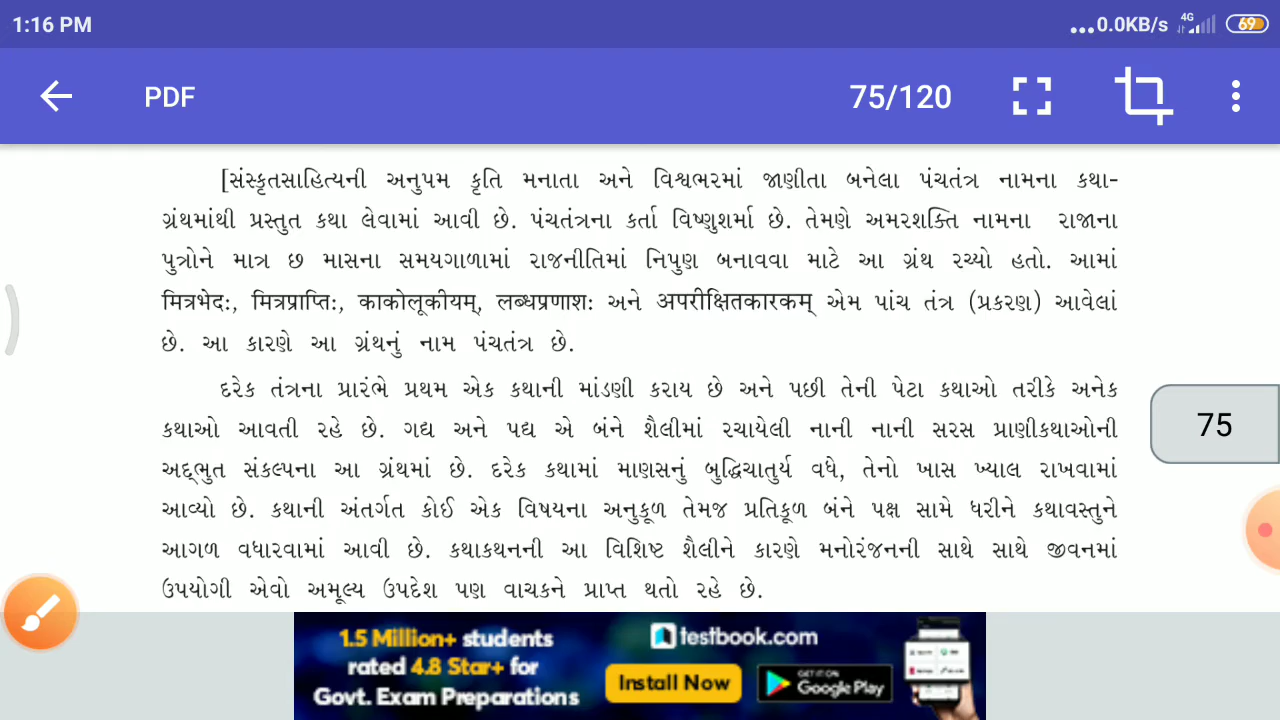 1:16 PM
...0.0KB/s 4G 69
PDF
75/120
[સંસ્કૃતસાહિત્યની અનુપમ કૃતિ મનાતા અને વિશ્વભરમાં જાણીતા બનેલા પંચતંત્ર નામના કથા-
ગ્રંથમાંથી પ્રસ્તુત કથા લેવામાં આવી છે. પંચતંત્રના કર્તા વિષ્ણુશર્મા છે. તેમણે અમરશક્તિ નામના રાજાના
પુત્રોને માત્ર છ માસના સમયગાળામાં રાજનીતિમાં નિપુણ બનાવવા માટે આ ગ્રંથ રચ્યો હતો. આમાં
मित्रभेदः, मित्रप्राप्तिः, काकोलूकीयम्, लब्धप्रणाशः અને अपरीक्षितकारकम् એમ પાંચ તંત્ર (પ્રકરણ) આવેલાં
છે. આ કારણે આ ગ્રંથનું નામ પંચતંત્ર છે.
દરેક તંત્રના પ્રારંભે પ્રથમ એક કથાની માંડણી કરાય છે અને પછી તેની પેટા કથાઓ તરીકે અનેક
કથાઓ આવતી રહે છે. ગદ્ય અને પદ્ય એ બંને શૈલીમાં રચાયેલી નાની નાની સરસ પ્રાણીકથાઓની
અદ્ભુત સંકલ્પના આ ગ્રંથમાં છે. દરેક કથામાં માણસનું બુદ્ધિચાતુર્ય વધે, તેનો ખાસ ખ્યાલ રાખવામાં
આવ્યો છે. કથાની અંતર્ગત કોઈ એક વિષયના અનુકૂળ તેમજ પ્રતિકૂળ બંને પક્ષ સામે ધરીને કથાવસ્તુને
આગળ વધારવામાં આવી છે. કથાકથનની આ વિશિષ્ટ શૈલીને કારણે મનોરંજનની સાથે સાથે જીવનમાં
ઉપયોગી એવો અમૂલ્ય ઉપદેશ પણ વાચકને પ્રાપ્ત થતો રહે છે.
75
1.5 Million+ students
rated 4.8 Star+ for
Govt. Exam Preparations
testbook.com
Install Now
GET IT ON
Google Play